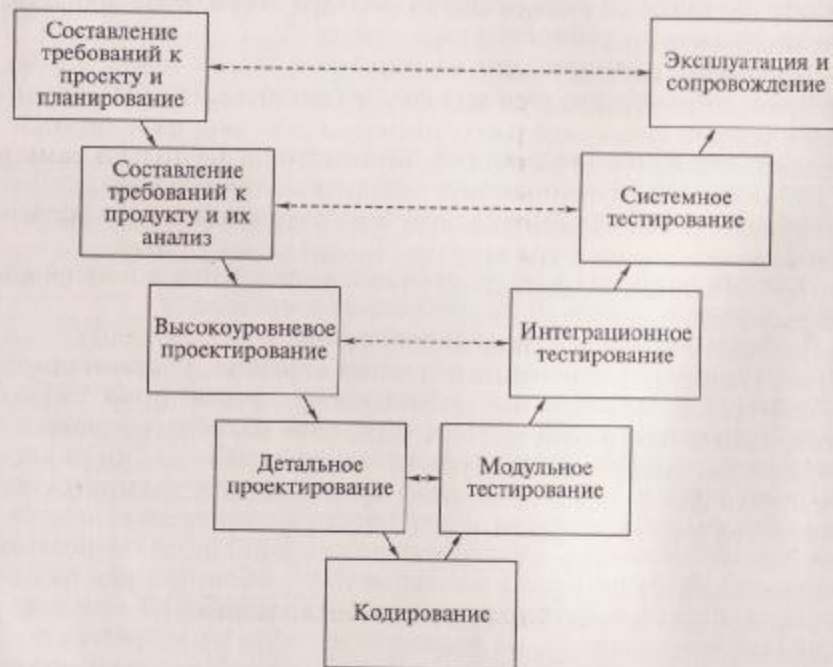 Составление
требований к
проекту и
планирование
Эксплуатация и
сопровождение
Составление
требований к
продукту и их
анализ
Системное
тестирование
Высокоуровневое
проектирование
Интеграционное
тестирование
Детальное
проектирование
Модульное
тестирование
Кодирование